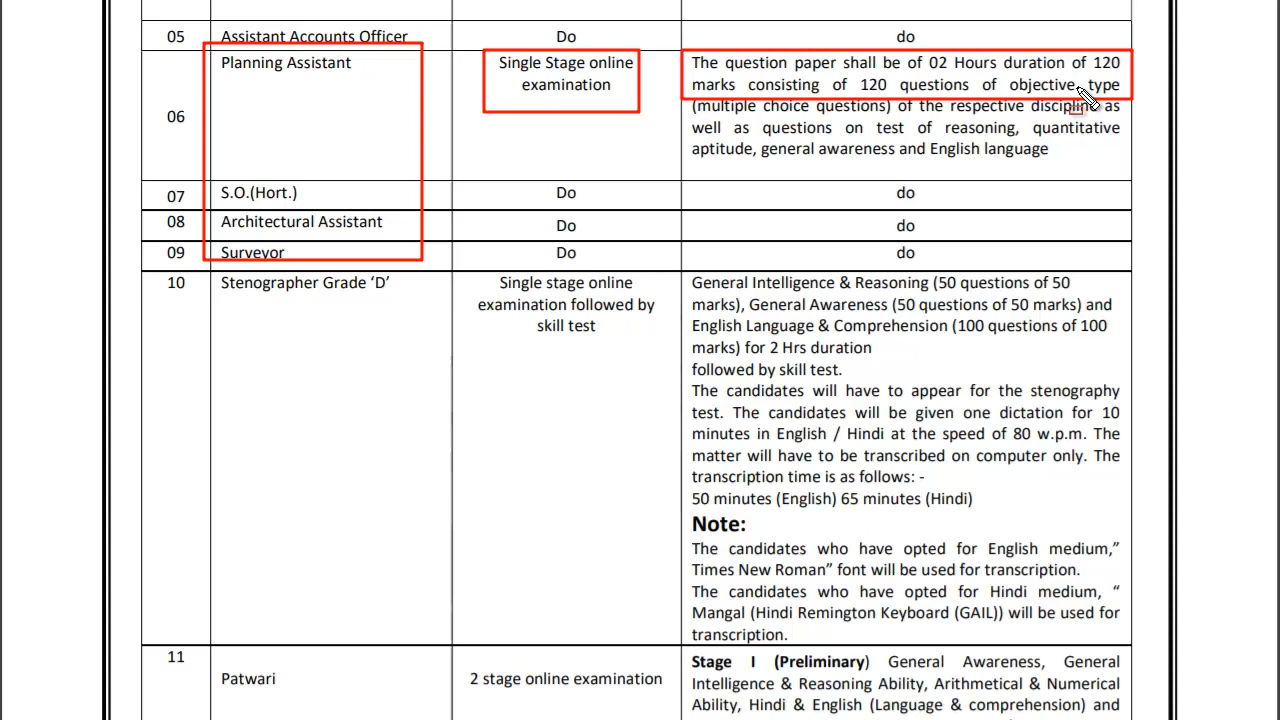 05 Assistant Accounts Officer Do do
06 Planning Assistant Single Stage online examination The question paper shall be of 02 Hours duration of 120
marks consisting of 120 questions of objective type
(multiple choice questions) of the respective discipline as
well as questions on test of reasoning, quantitative
aptitude, general awareness and English language
07 S.O.(Hort.) Do do
08 Architectural Assistant Do do
09 Surveyor Do do
10 Stenographer Grade ‘D’ Single stage online examination followed by skill test General Intelligence & Reasoning (50 questions of 50
marks), General Awareness (50 questions of 50 marks) and
English Language & Comprehension (100 questions of 100
marks) for 2 Hrs duration
followed by skill test.
The candidates will have to appear for the stenography
test. The candidates will be given one dictation for 10
minutes in English / Hindi at the speed of 80 w.p.m. The
matter will have to be transcribed on computer only. The
transcription time is as follows: -
50 minutes (English) 65 minutes (Hindi)
Note:
The candidates who have opted for English medium,”
Times New Roman” font will be used for transcription.
The candidates who have opted for Hindi medium, “
Mangal (Hindi Remington Keyboard (GAIL)) will be used for
transcription.
11 Patwari 2 stage online examination Stage I (Preliminary) General Awareness, General
Intelligence & Reasoning Ability, Arithmetical & Numerical
Ability, Hindi & English (Language & comprehension) and